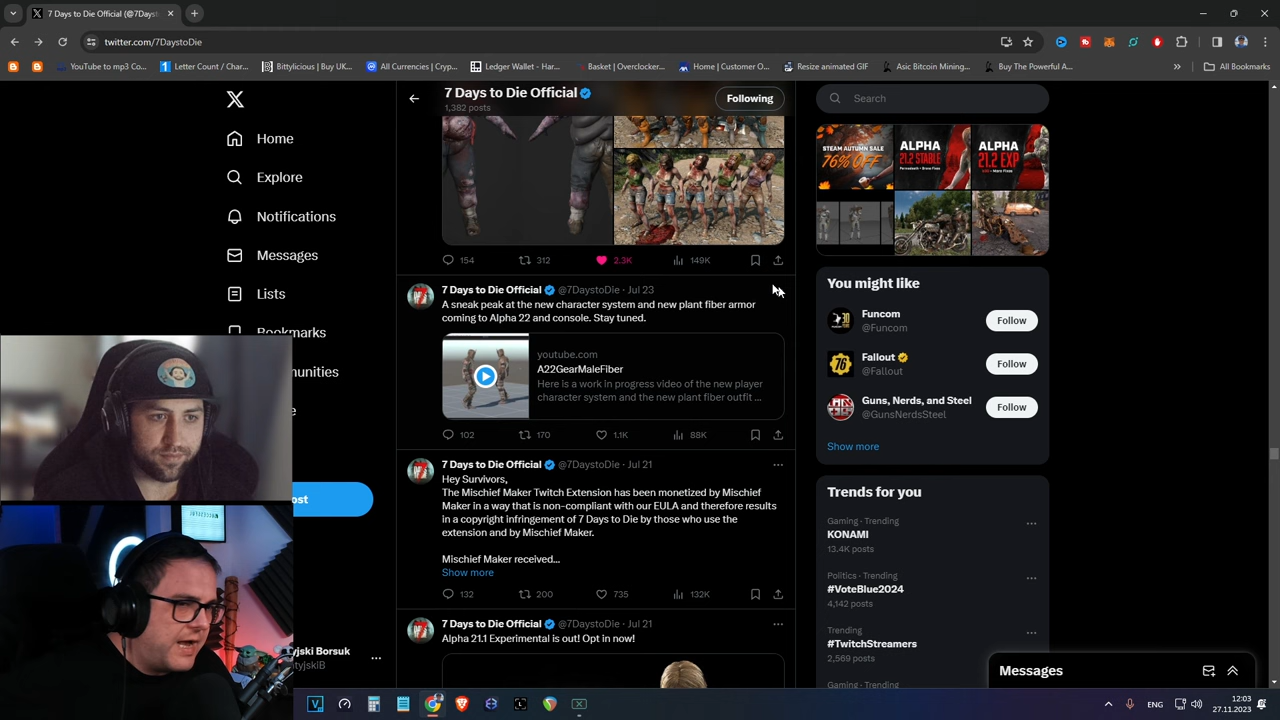 7 Days to Die Official (@7Days
twitter.com/7DaystoDie
YouTube to mp3 Co...
Letter Count / Char...
Bittylicious | Buy UK...
All Currencies | Cryp...
Ledger Wallet - Har...
Basket | Overclocker...
Home | Customer O...
Resize animated GIF
Asic Bitcoin Mining...
Buy The Powerful A...
All Bookmarks
7 Days to Die Official
1,382 posts
Following
Home
Explore
Notifications
Messages
Lists
Bookmarks
154
312
2.3K
149K
7 Days to Die Official @7DaystoDie · Jul 23
A sneak peak at the new character system and new plant fiber armor
coming to Alpha 22 and console. Stay tuned.
youtube.com
A22GearMaleFiber
Here is a work in progress video of the new player
character system and the new plant fiber outfit ...
102
170
1.1K
88K
7 Days to Die Official @7DaystoDie · Jul 21
Hey Survivors,
The Mischief Maker Twitch Extension has been monetized by Mischief
Maker in a way that is non-compliant with our EULA and therefore results
in a copyright infringement of 7 Days to Die by those who use the
extension and by Mischief Maker.
Mischief Maker received...
Show more
132
200
735
132K
7 Days to Die Official @7DaystoDie · Jul 21
Alpha 21.1 Experimental is out! Opt in now!
Search
STEAM AUTUMN SALE
76% OFF
ALPHA
21.2 STABLE
ALPHA
21.2 EXP
You might like
Funcom
@Funcom
Follow
Fallout
@Fallout
Follow
Guns, Nerds, and Steel
@GunsNerdsSteel
Follow
Show more
Trends for you
Gaming · Trending
KONAMI
13.4K posts
Politics · Trending
#VoteBlue2024
4,142 posts
Trending
#TwitchStreamers
2,569 posts
Messages
yjski Borsuk
tyjskiB
ENG
12:03
27.11.2023